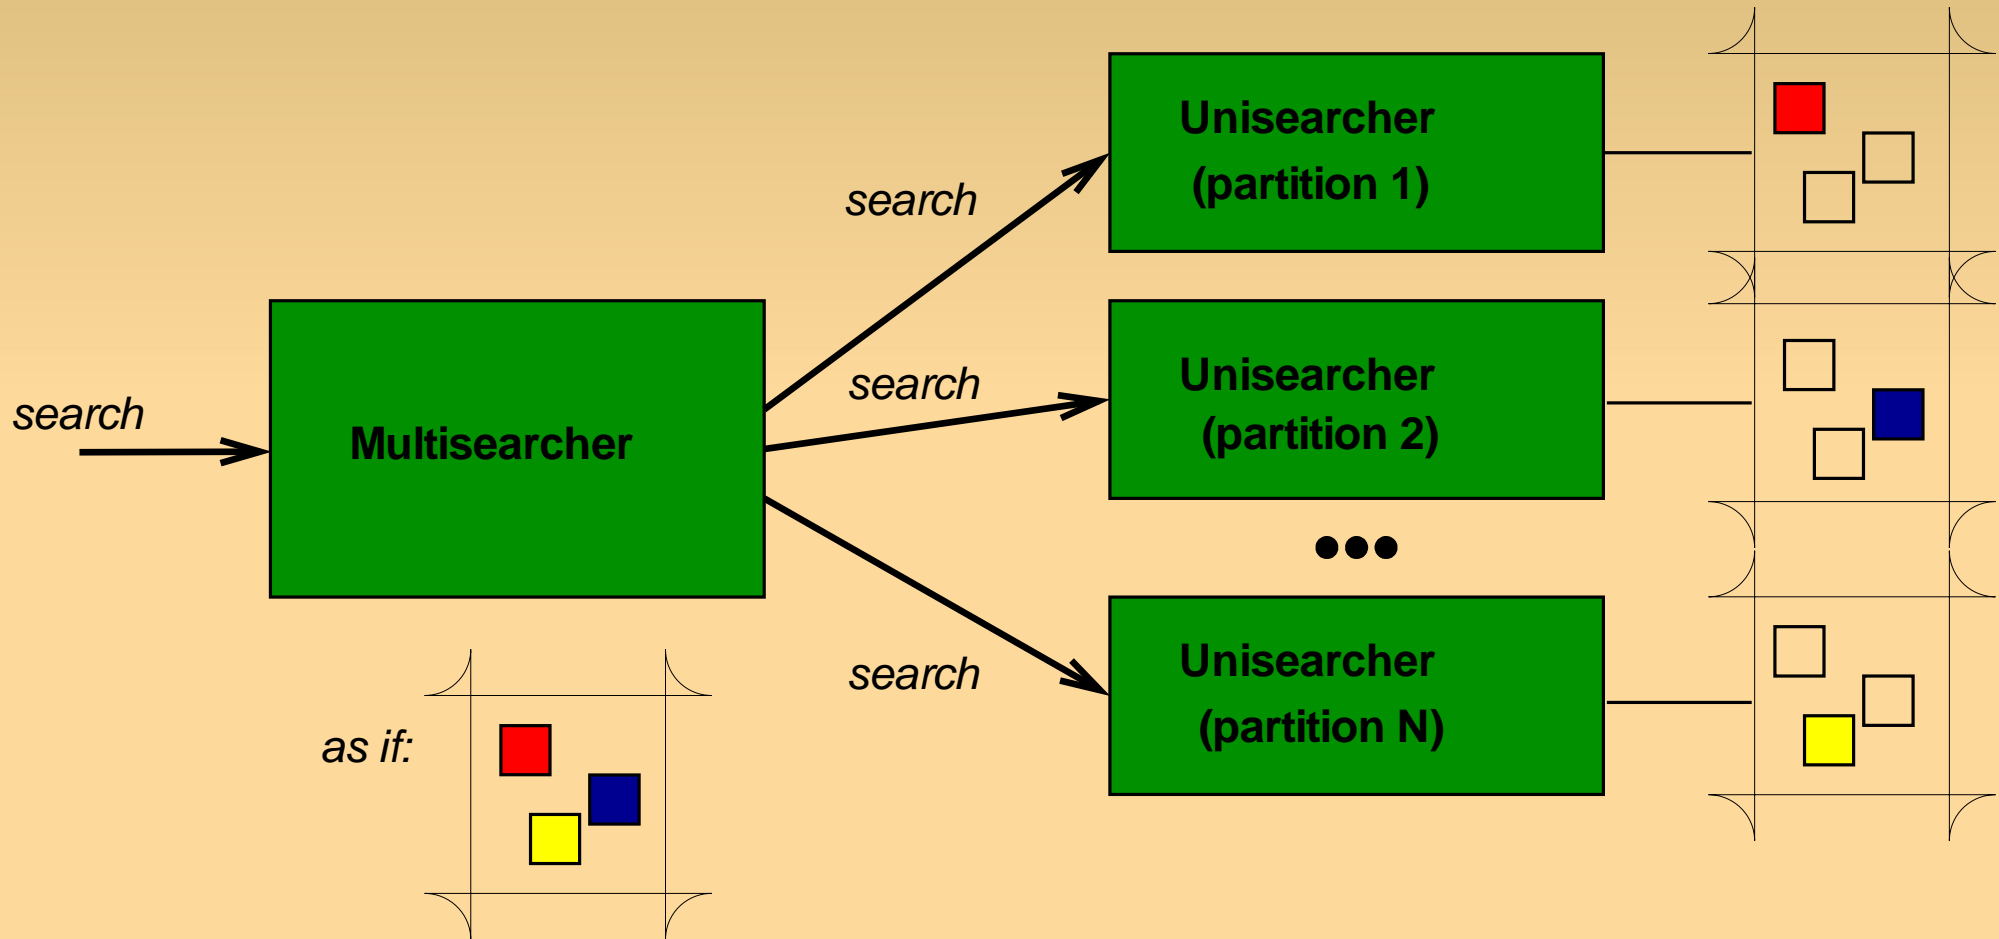 search
Multisearcher
search
search
search
Unisearcher
(partition 1)
Unisearcher
(partition 2)
Unisearcher
(partition N)
as if: